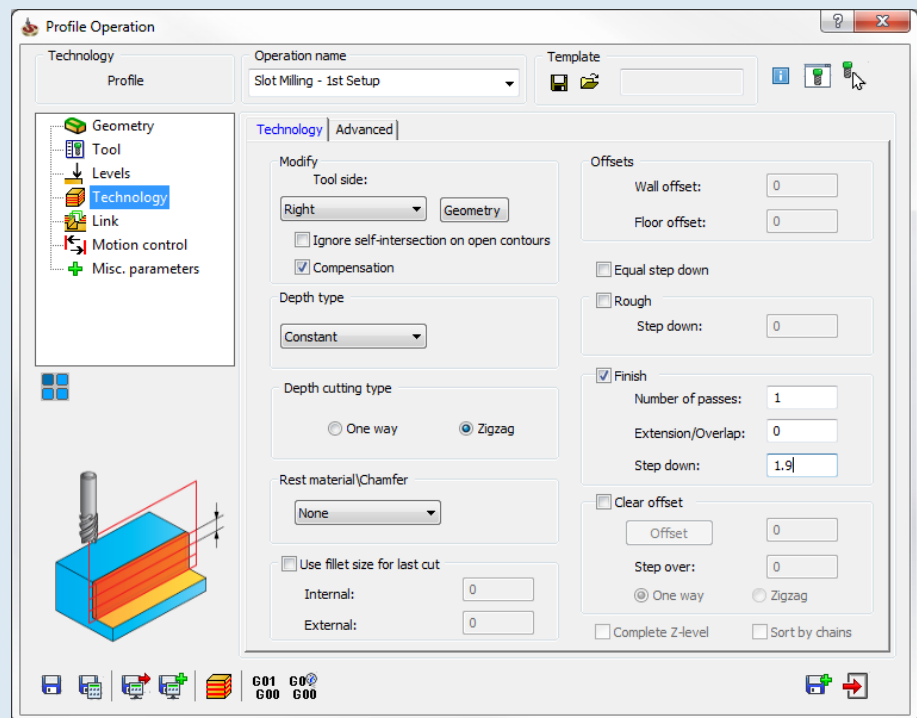 Profile Operation
Technology
Profile
Operation name
Slot Milling - 1st Setup
Template
Geometry
Tool
Levels
Technology
Link
Motion control
Misc. parameters
Technology
Advanced
Modify
Tool side:
Right
Geometry
Ignore self-intersection on open contours
Compensation
Depth type
Constant
Depth cutting type
One way
Zigzag
Rest material\Chamfer
None
Use fillet size for last cut
Internal:
0
External:
0
Offsets
Wall offset:
0
Floor offset:
0
Equal step down
Rough
Step down:
0
Finish
Number of passes:
1
Extension/Overlap:
0
Step down:
1.9
Clear offset
Offset
0
Step over:
0
One way
Zigzag
Complete Z-level
Sort by chains
G01 G0
G00 G00